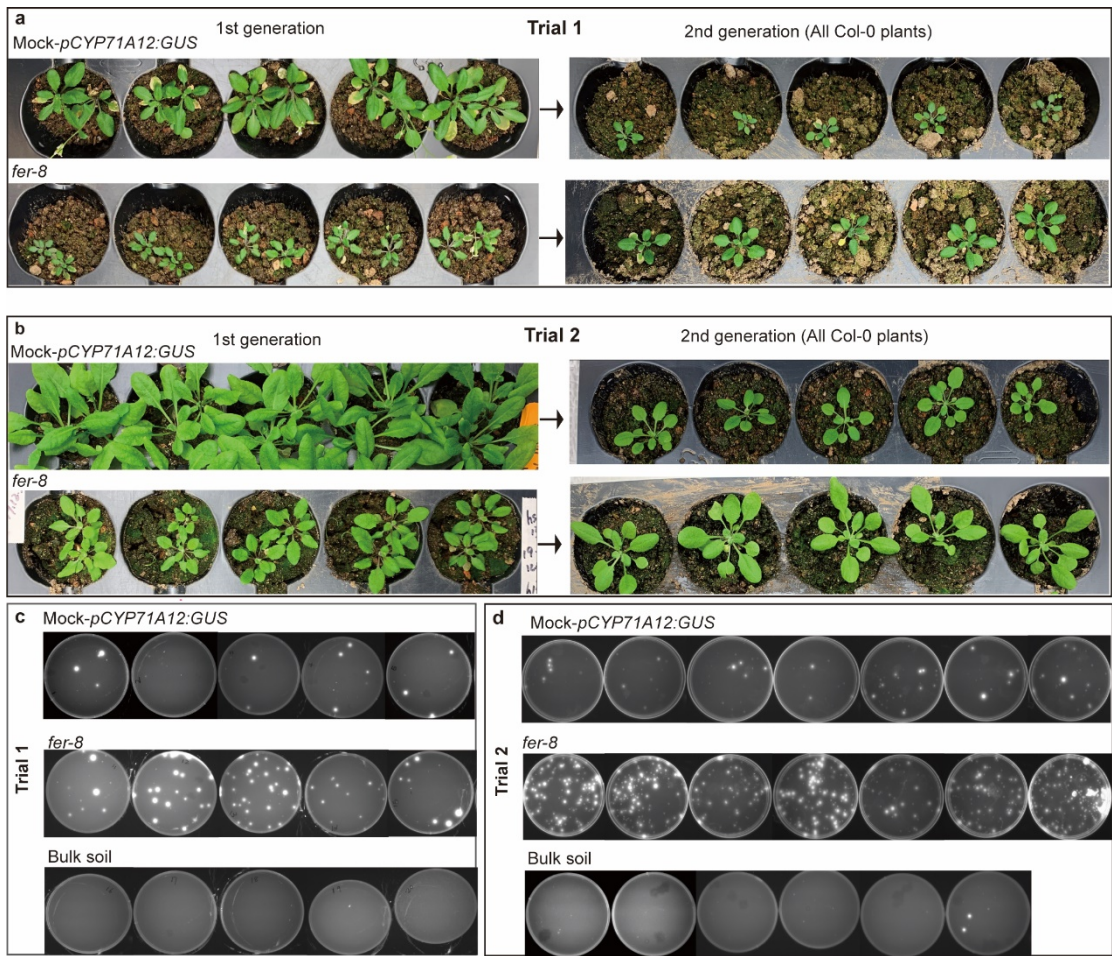 a
1st generation
Trial 1
2nd generation (All Col-0 plants)
Mock-pCYP71A12:GUS
fer-8
b
1st generation
Trial 2
2nd generation (All Col-0 plants)
Mock-pCYP71A12:GUS
fer-8
c
Mock-pCYP71A12:GUS
Trial 1
fer-8
Bulk soil
d
Mock-pCYP71A12:GUS
Trial 2
fer-8
Bulk soil